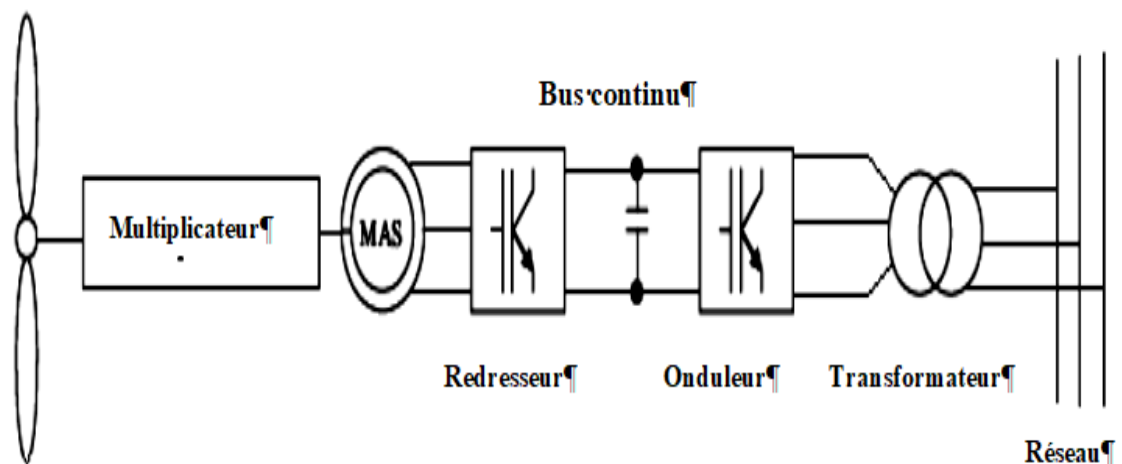 Bus·continu¶
Multiplicateur¶
MAS
Redresseur¶
Onduleur¶
Transformateur¶
Réseau¶